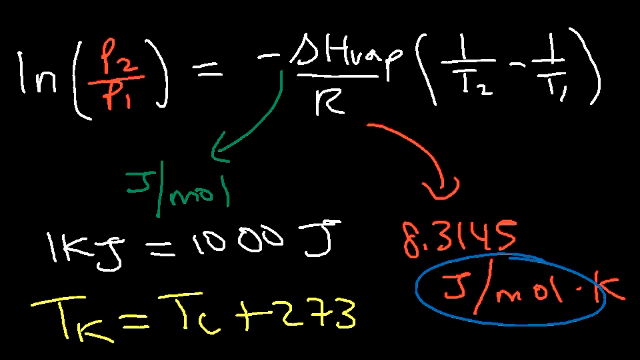 ln(P2/P1) = -ΔHvap/R (1/T2 - 1/T1)
J/mol
1KJ = 1000 J
8.3145
J/mol·K
TK = Tc + 273